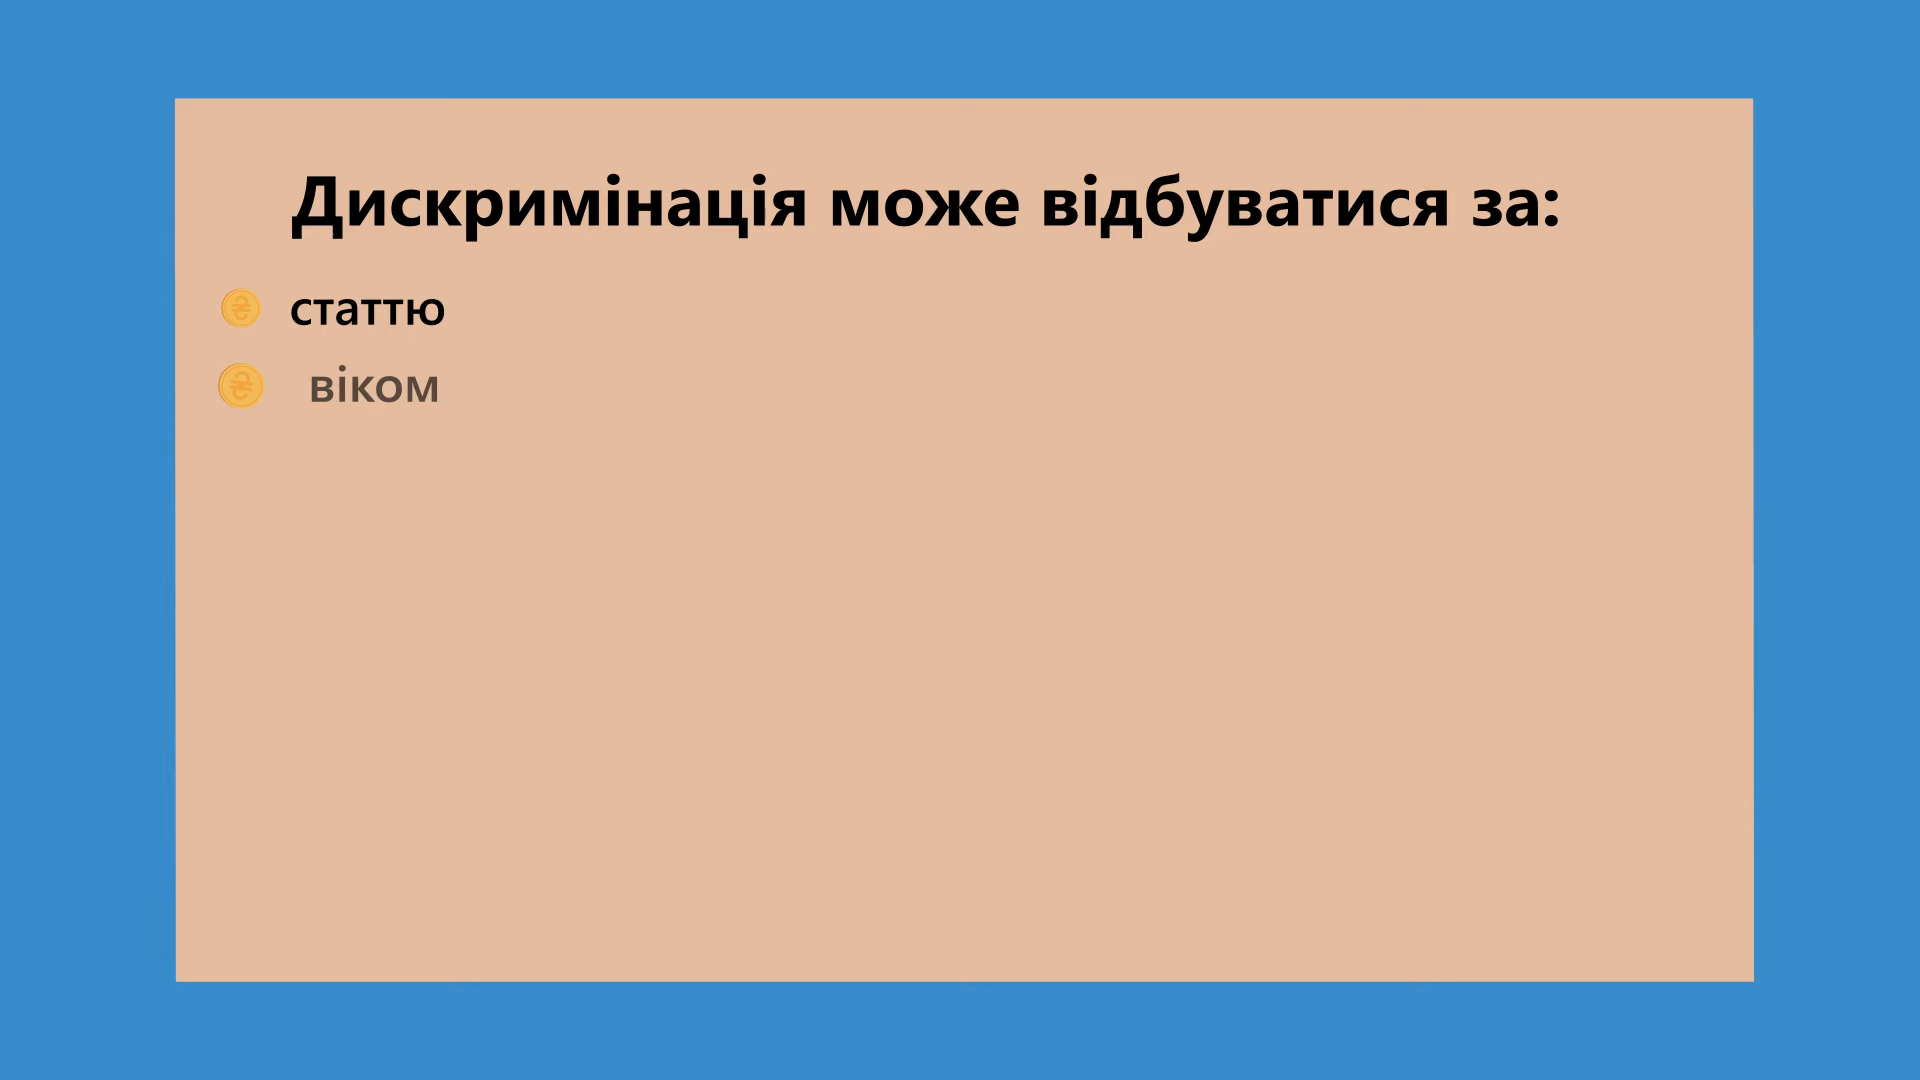 Дискримінація може відбуватися за:
статтю
віком